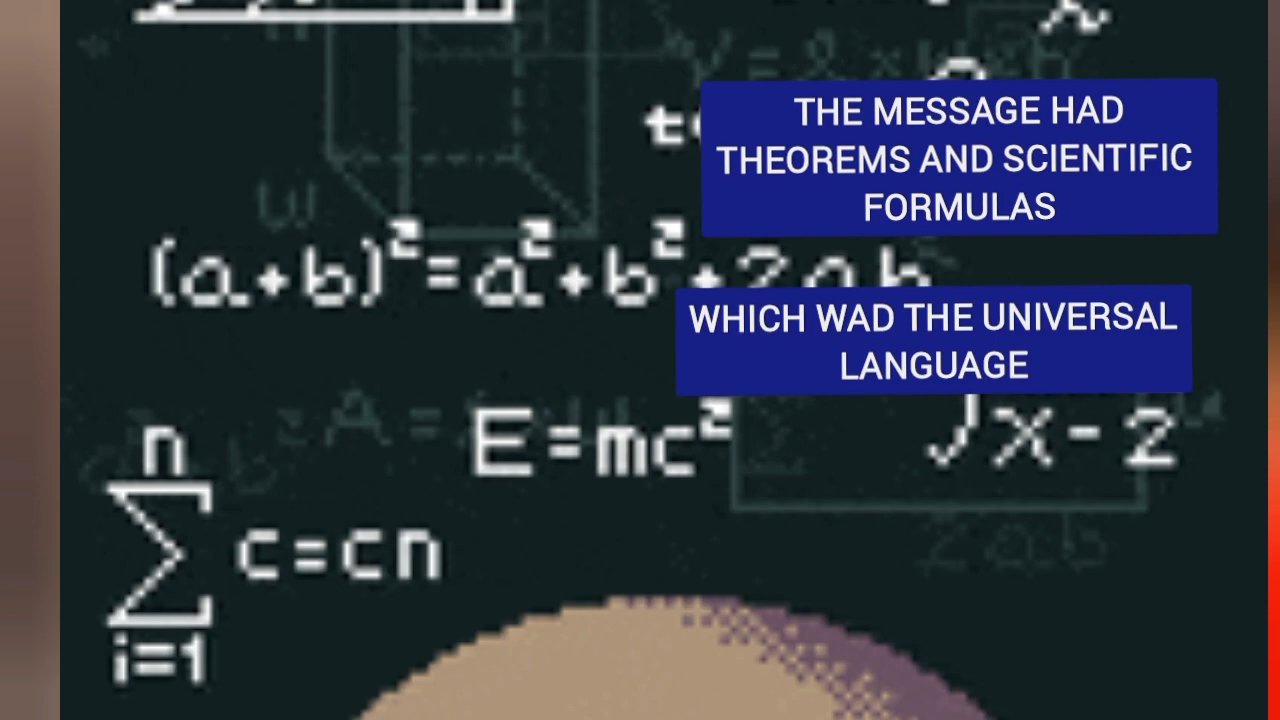 THE MESSAGE HAD
THEOREMS AND SCIENTIFIC
FORMULAS
(a+b)²=a²+b²+2ab
WHICH WAD THE UNIVERSAL
LANGUAGE
E=mc²
√x-2
n
∑ c=cn
i=1